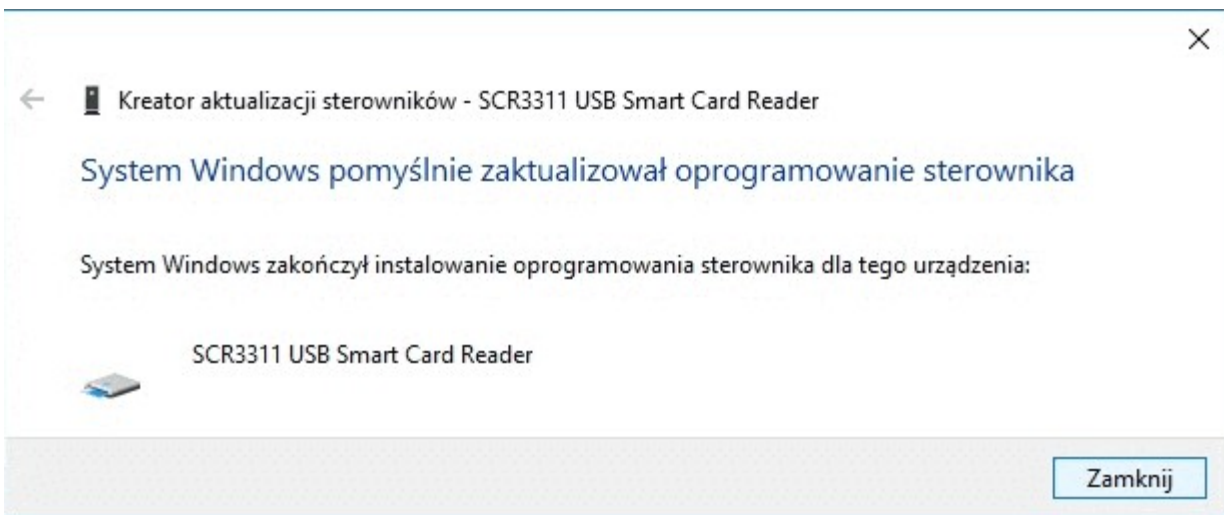 Kreator aktualizacji sterowników - SCR3311 USB Smart Card Reader
System Windows pomyślnie zaktualizował oprogramowanie sterownika
System Windows zakończył instalowanie oprogramowania sterownika dla tego urządzenia:
SCR3311 USB Smart Card Reader
Zamknij